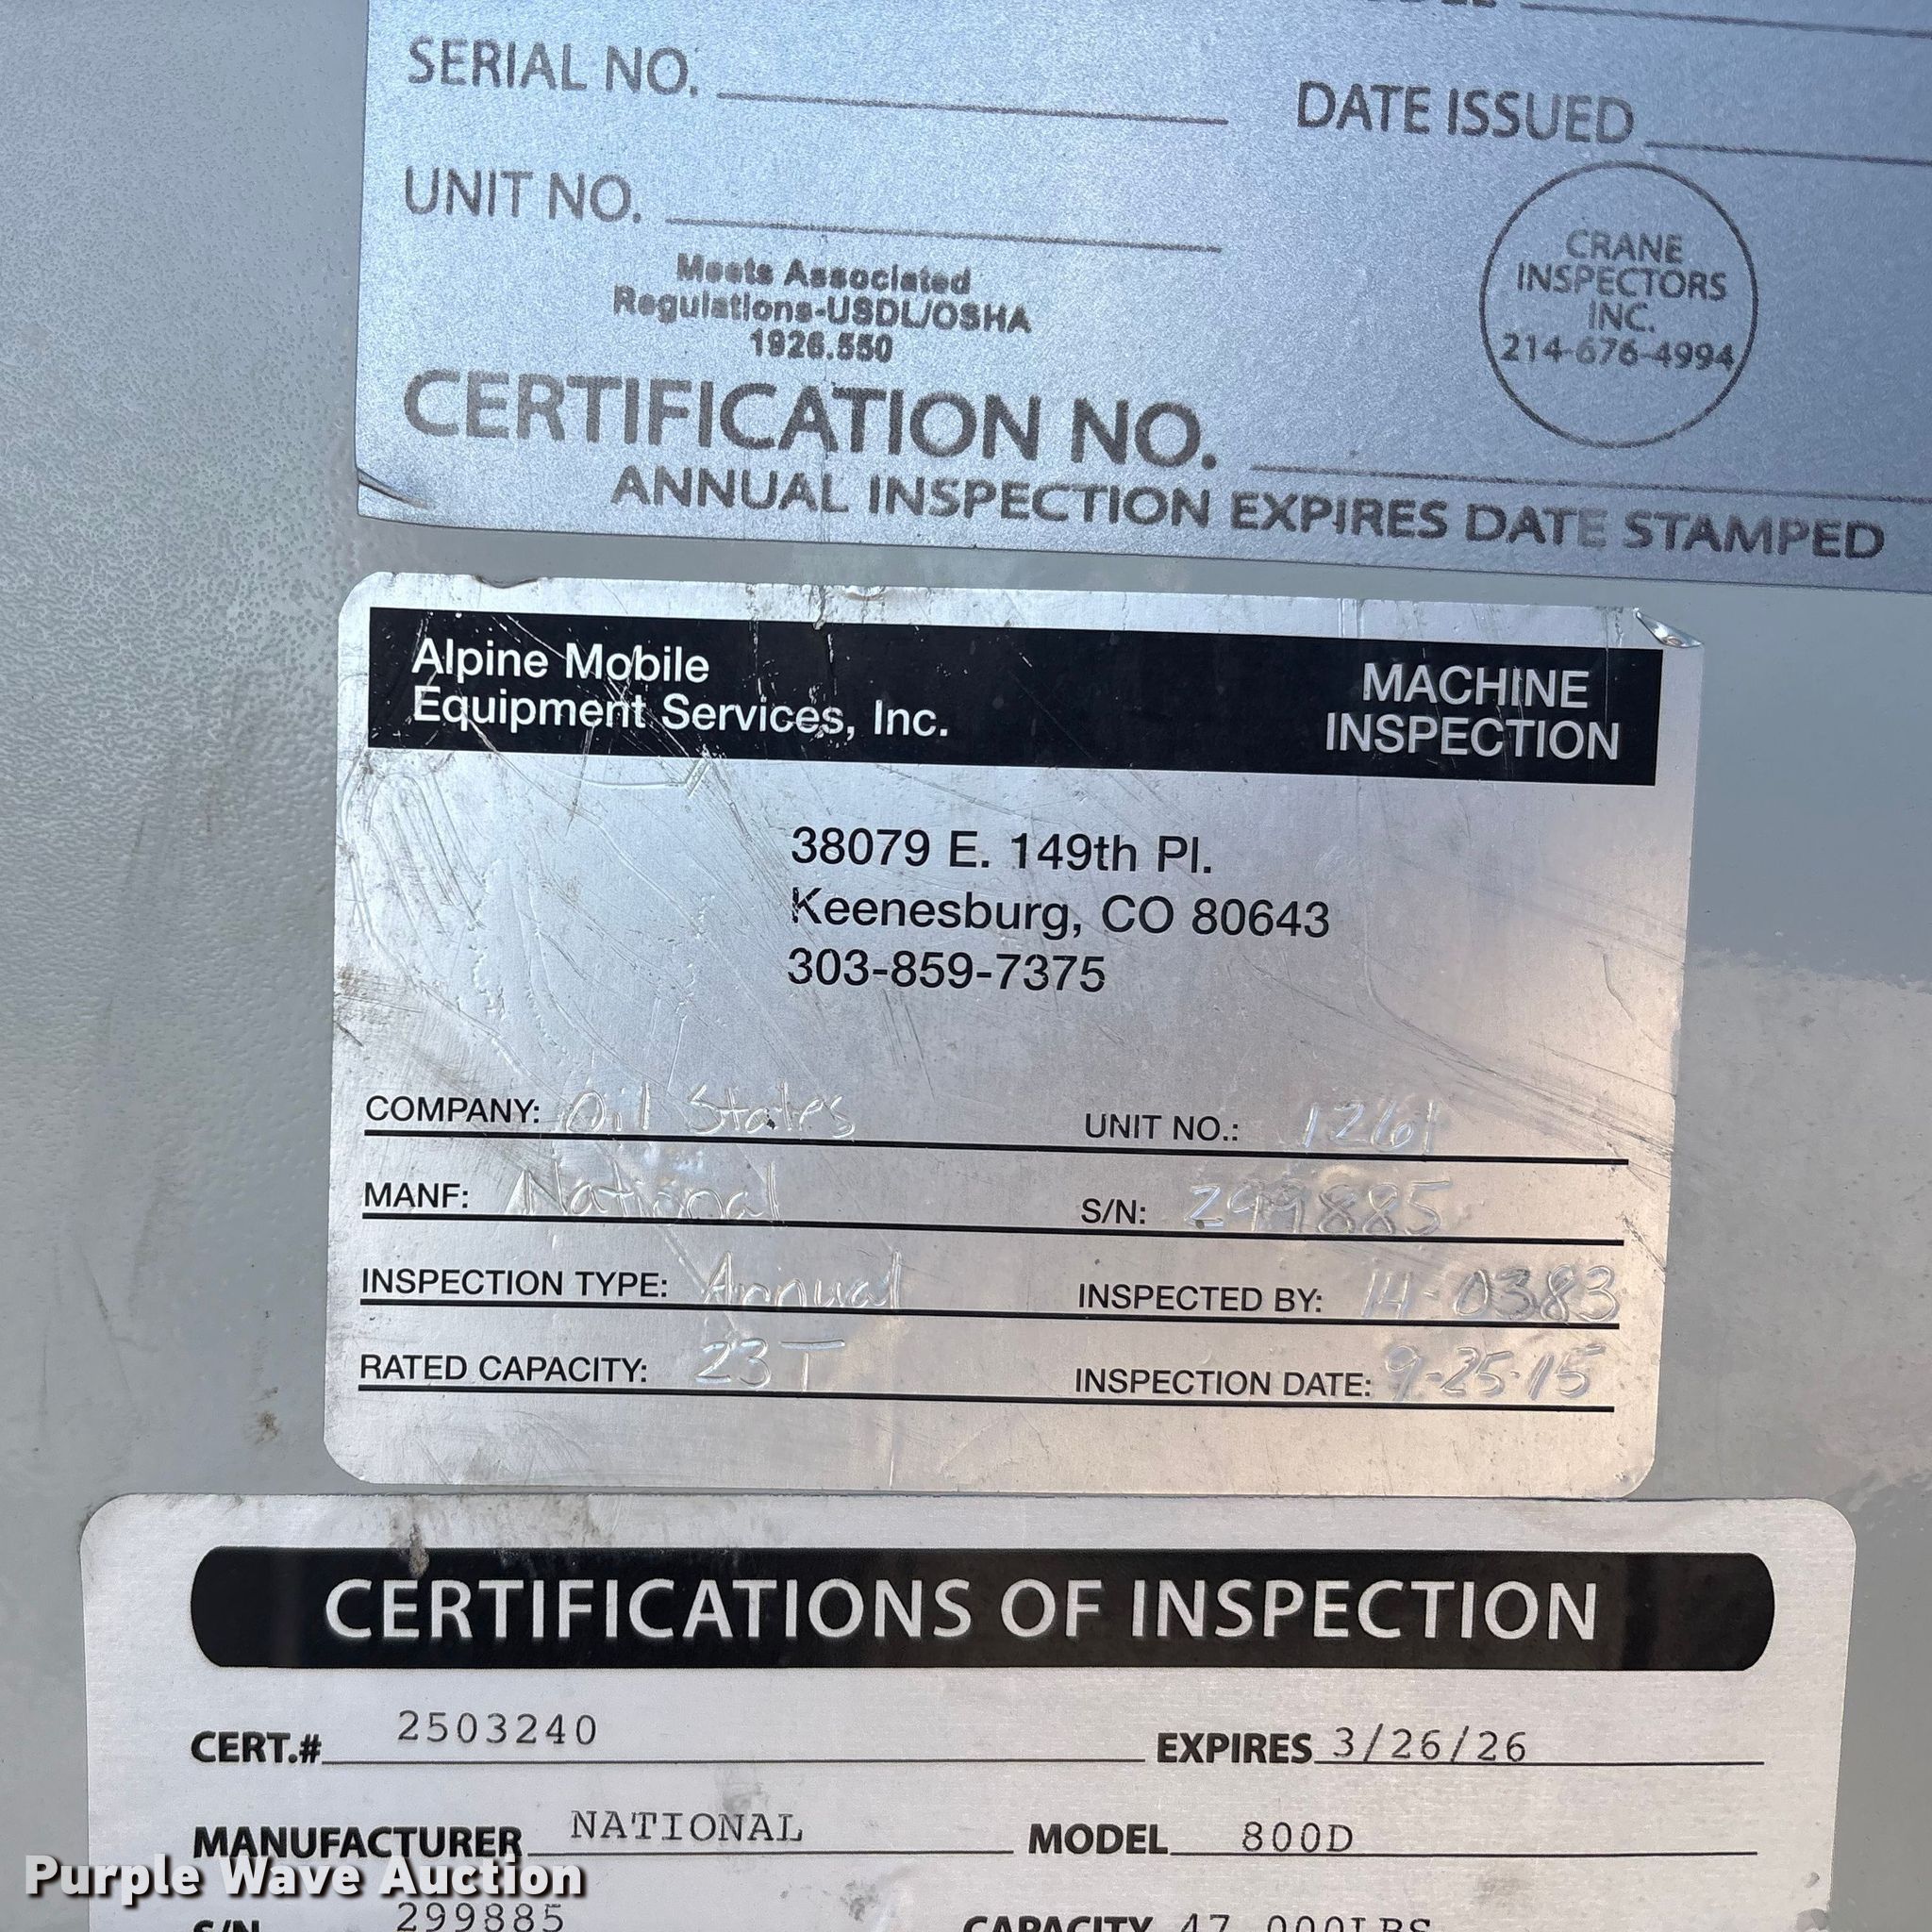 SERIAL NO.
DATE ISSUED
UNIT NO.
CRANE
INSPECTORS
INC.
214-676-4994
Meets Associated
Regulations-USDL/OSHA
1926.550
CERTIFICATION NO.
ANNUAL INSPECTION EXPIRES DATE STAMPED
Alpine Mobile
Equipment Services, Inc.
MACHINE
INSPECTION
38079 E. 149th Pl.
Keenesburg, CO 80643
303-859-7375
COMPANY: Oil States UNIT NO.: 1261
MANF: National S/N: 299885
INSPECTION TYPE: Annual INSPECTED BY: 14-0383
RATED CAPACITY: 23T INSPECTION DATE: 9-25-15
CERTIFICATIONS OF INSPECTION
CERT.# 2503240 EXPIRES 3/26/26
MANUFACTURER NATIONAL MODEL 800D
S/N 299885 CAPACITY 47,000LBS
Purple Wave Auction